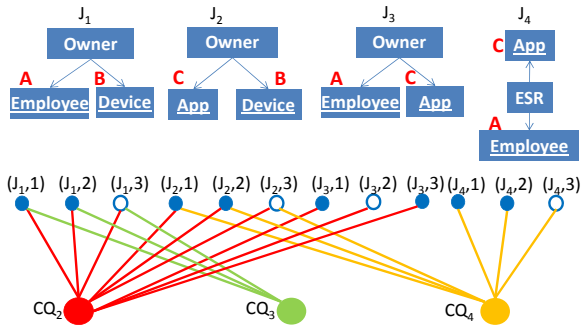 J1 J2 J3 J4
Owner Owner Owner
C App
A B C B A C
Employee Device App Device Employee App
ESR
A
Employee
(J1,1) (J1,2) (J1,3) (J2,1) (J2,2) (J2,3) (J3,1) (J3,2) (J3,3) (J4,1) (J4,2) (J4,3)
CQ2 CQ3 CQ4